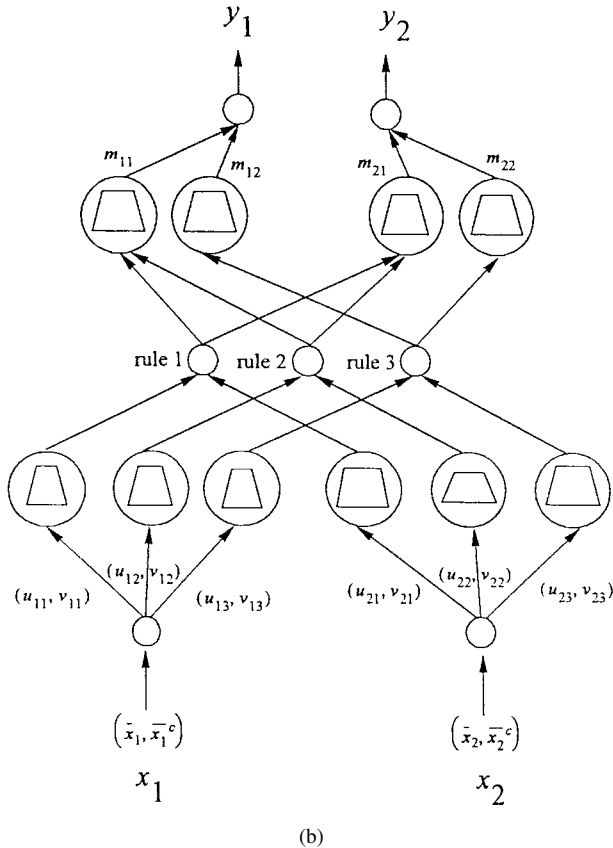 y₁ y₂
m₁₁ m₁₂ m₂₁ m₂₂
rule 1 rule 2 rule 3
(u₁₁, v₁₁) (u₁₂, v₁₂) (u₁₃, v₁₃) (u₂₁, v₂₁) (u₂₂, v₂₂) (u₂₃, v₂₃)
(x̄₁, x̄₁ᶜ) (x̄₂, x̄₂ᶜ)
x₁ x₂
(b)